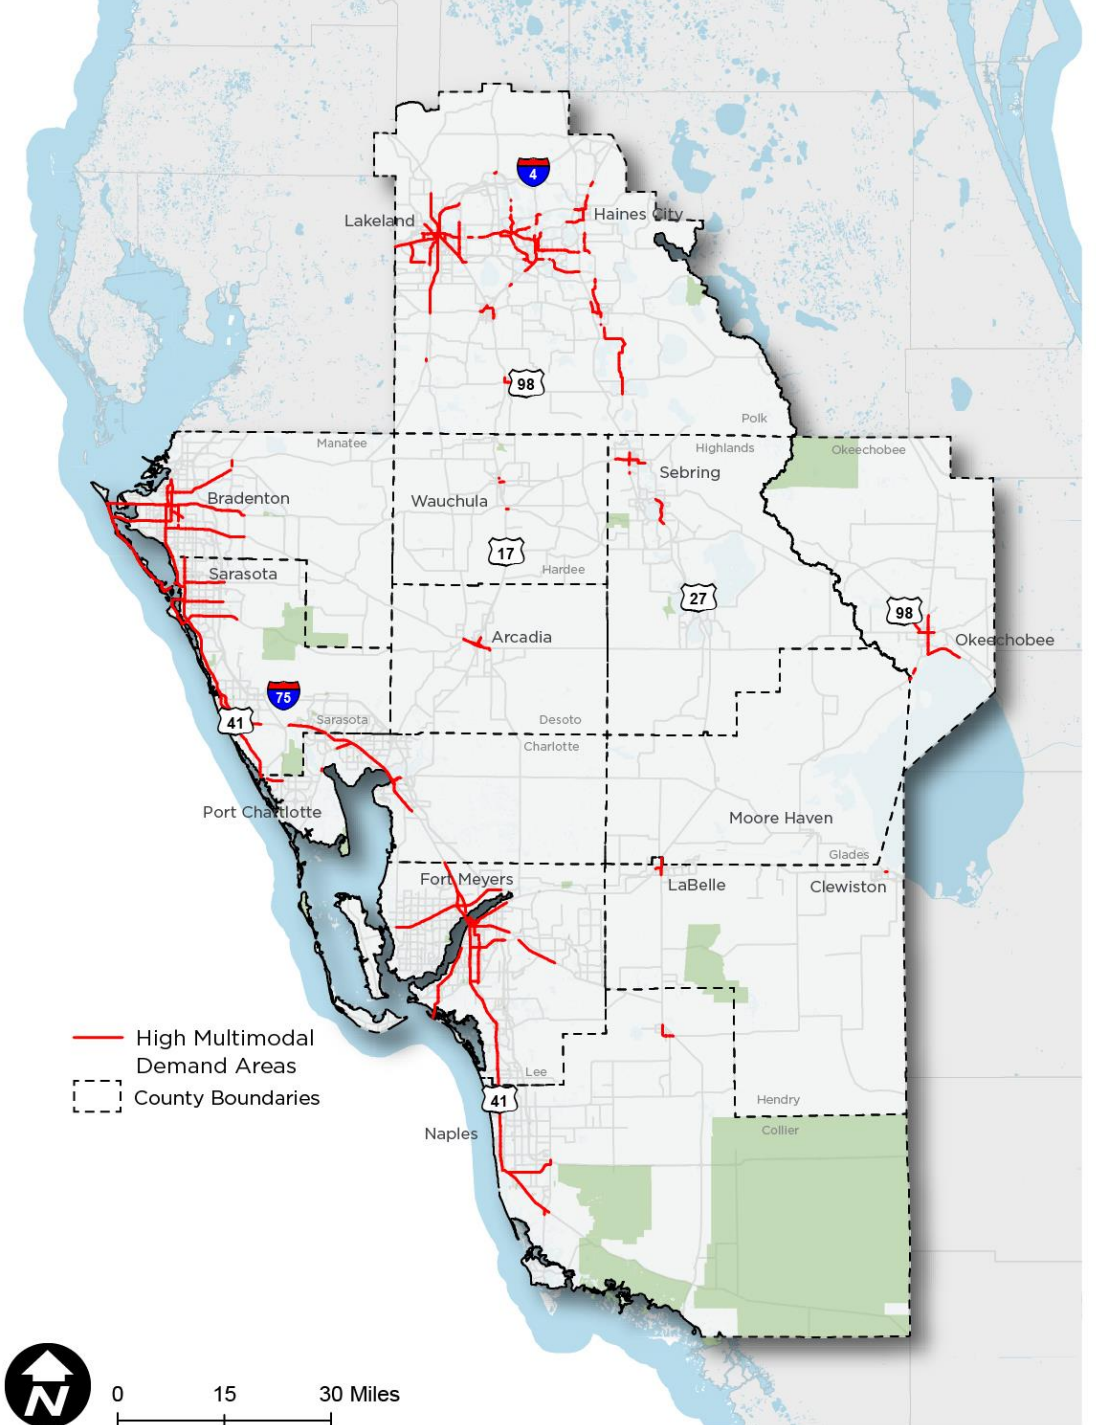 4
Lakeland
Haines City
98
Polk
Manatee
Highlands
Okeechobee
Sebring
Bradenton
Wauchula
17
Hardee
Sarasota
27
98
Arcadia
Okeechobee
75
41
Sarasota
Desoto
Charlotte
Port Chartlotte
Moore Haven
Glades
Fort Meyers
LaBelle
Clewiston
High Multimodal
Demand Areas
County Boundaries
Lee
41
Hendry
Collier
Naples
N
0 15 30 Miles